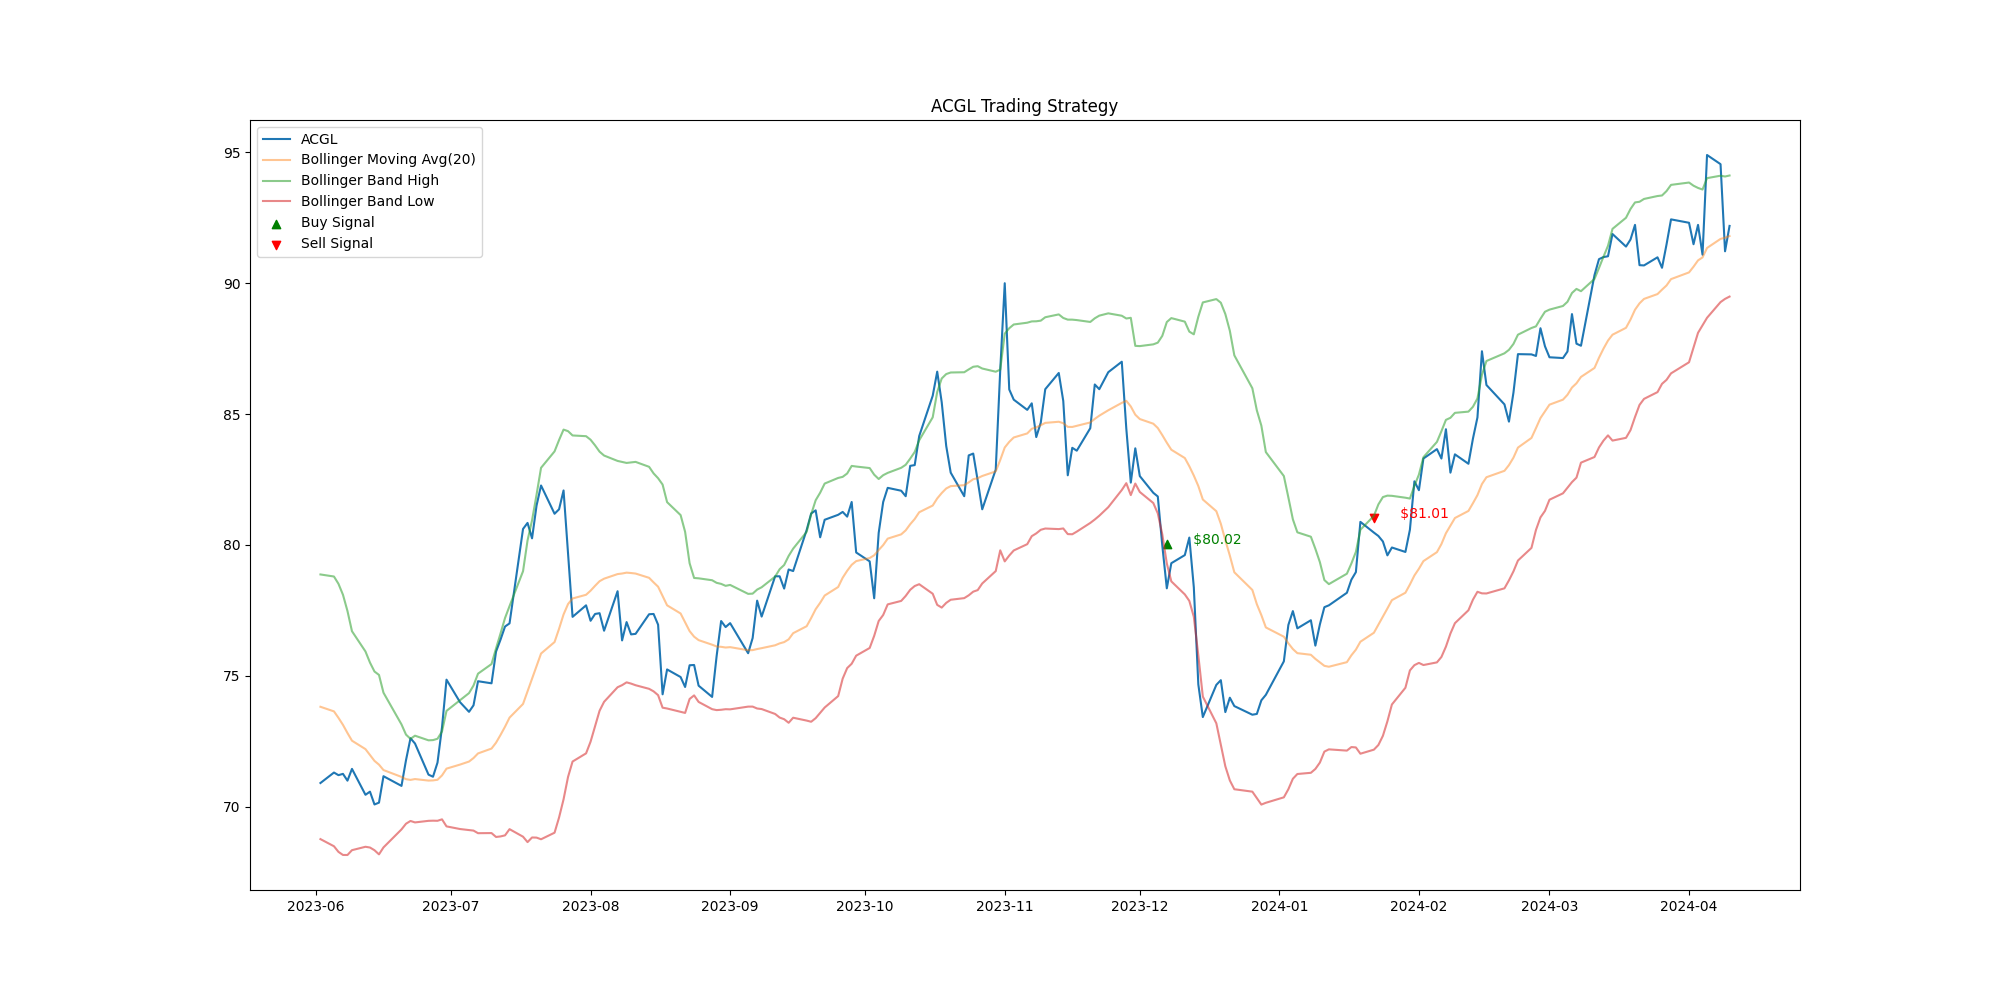 ACGL Trading Strategy
ACGL
Bollinger Moving Avg(20)
Bollinger Band High
Bollinger Band Low
Buy Signal
Sell Signal
95
90
85
80
75
70
$81.01
$80.02
2023-06
2023-07
2023-08
2023-09
2023-10
2023-11
2023-12
2024-01
2024-02
2024-03
2024-04